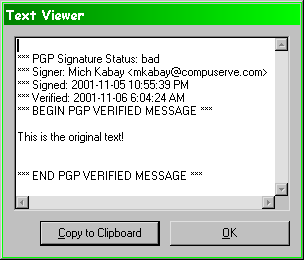 Text Viewer
*** PGP Signature Status: bad
*** Signer: Mich Kabay <mkabay@compuserve.com>
*** Signed: 2001-11-05 10:55:39 PM
*** Verified: 2001-11-06 6:04:24 AM
*** BEGIN PGP VERIFIED MESSAGE ***
This is the original text!
*** END PGP VERIFIED MESSAGE ***
Copy to Clipboard
OK